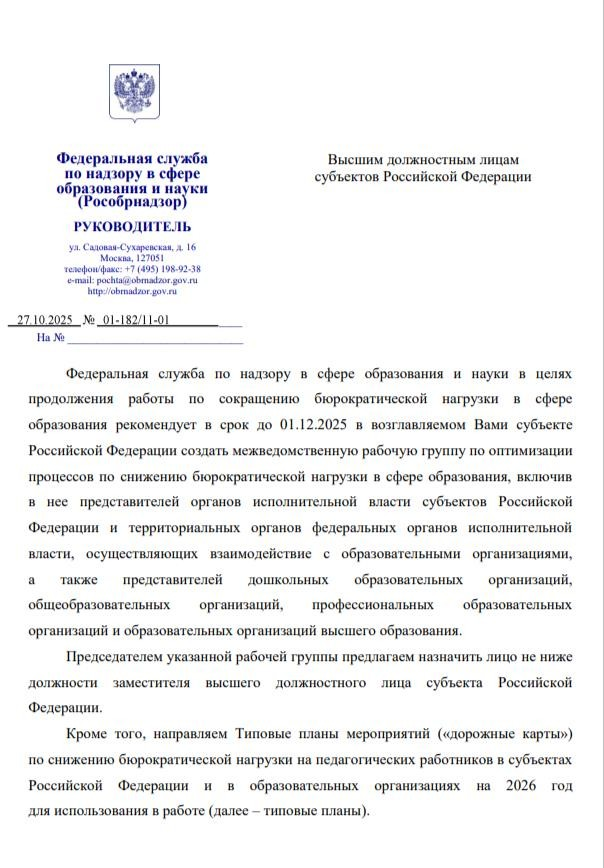 Федеральная служба
по надзору в сфере
образования и науки
(Рособрнадзор)
РУКОВОДИТЕЛЬ
ул. Садовая-Сухаревская, д. 16
Москва, 127051
телефон/факс: +7 (495) 198-92-38
e-mail: pochta@obrnadzor.gov.ru
http://obrnadzor.gov.ru
27.10.2025 № 01-182/11-01
На №
Высшим должностным лицам
субъектов Российской Федерации
Федеральная служба по надзору в сфере образования и науки в целях
продолжения работы по сокращению бюрократической нагрузки в сфере
образования рекомендует в срок до 01.12.2025 в возглавляемом Вами субъекте
Российской Федерации создать межведомственную рабочую группу по оптимизации
процессов по снижению бюрократической нагрузки в сфере образования, включив
в нее представителей органов исполнительной власти субъектов Российской
Федерации и территориальных органов федеральных органов исполнительной
власти, осуществляющих взаимодействие с образовательными организациями,
а также представителей дошкольных образовательных организаций,
общеобразовательных организаций, профессиональных образовательных
организаций и образовательных организаций высшего образования.
Председателем указанной рабочей группы предлагаем назначить лицо не ниже
должности заместителя высшего должностного лица субъекта Российской
Федерации.
Кроме того, направляем Типовые планы мероприятий («дорожные карты»)
по снижению бюрократической нагрузки на педагогических работников в субъектах
Российской Федерации и в образовательных организациях на 2026 год
для использования в работе (далее – типовые планы).